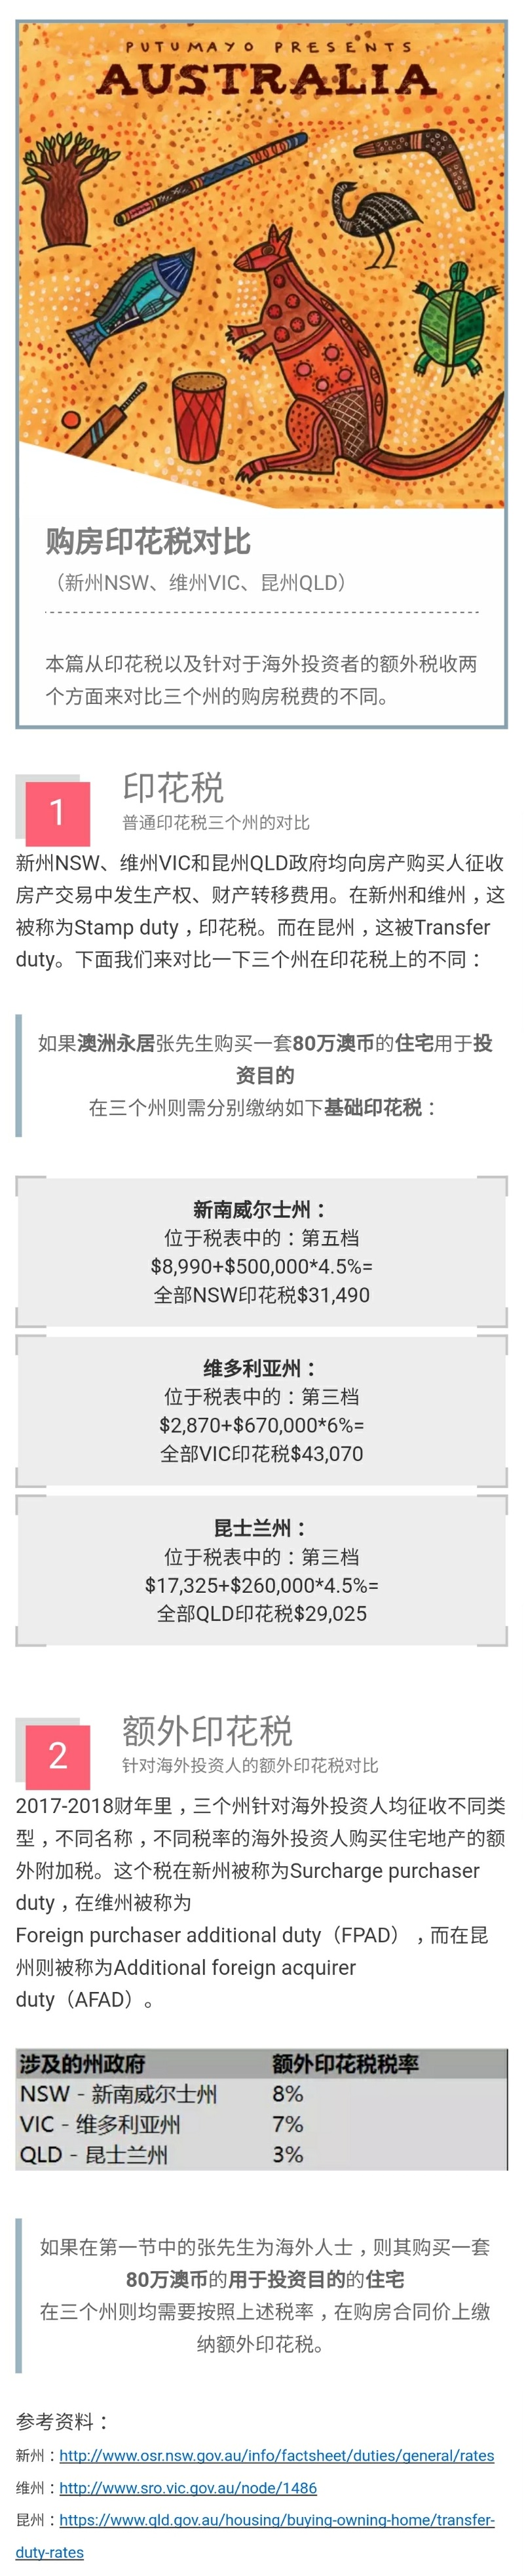 PUTUMAYO PRESENTS
AUSTRALIA
购房印花税对比
（新州NSW、维州VIC、昆州QLD）
本篇从印花税以及针对于海外投资者的额外税收两
个方面来对比三个州的购房税费的不同。
1
印花税
普通印花税三个州的对比
新州NSW、维州VIC和昆州QLD政府均向房产购买人征收
房产交易中发生产权、财产转移费用。在新州和维州，这
被称为Stamp duty，印花税。而在昆州，这被Transfer
duty。下面我们来对比一下三个州在印花税上的不同：
如果澳洲永居张先生购买一套80万澳币的住宅用于投
资目的
在三个州则需分别缴纳如下基础印花税：
新南威尔士州：
位于税表中的：第五档
$8,990+$500,000*4.5%=
全部NSW印花税$31,490
维多利亚州：
位于税表中的：第三档
$2,870+$670,000*6%=
全部VIC印花税$43,070
昆士兰州：
位于税表中的：第三档
$17,325+$260,000*4.5%=
全部QLD印花税$29,025
2
额外印花税
针对海外投资人的额外印花税对比
2017-2018财年里，三个州针对海外投资人均征收不同类
型，不同名称，不同税率的海外投资人购买住宅地产的额
外附加税。这个税在新州被称为Surcharge purchaser
duty，在维州被称为
Foreign purchaser additional duty（FPAD），而在昆
州则被称为Additional foreign acquirer
duty（AFAD）。
涉及的州政府 额外印花税税率
NSW - 新南威尔士州 8%
VIC - 维多利亚州 7%
QLD - 昆士兰州 3%
如果在第一节中的张先生为海外人士，则其购买一套
80万澳币的用于投资目的的住宅
在三个州则均需要按照上述税率，在购房合同价上缴
纳额外印花税。
参考资料：
新州：http://www.osr.nsw.gov.au/info/factsheet/duties/general/rates
维州：http://www.sro.vic.gov.au/node/1486
昆州：https://www.qld.gov.au/housing/buying-owning-home/transfer-
duty-rates